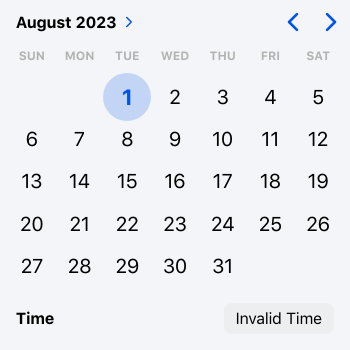 August 2023
SUN MON TUE WED THU FRI SAT
1 2 3 4 5
6 7 8 9 10 11 12
13 14 15 16 17 18 19
20 21 22 23 24 25 26
27 28 29 30 31
Time Invalid Time